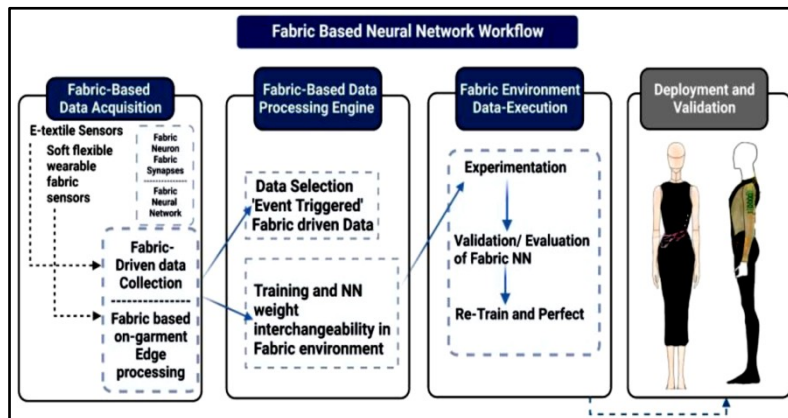 Fabric Based Neural Network Workflow
Fabric-Based
Data Acquisition
E-textile Sensors
Soft flexible
wearable
fabric
sensors
Fabric
Neuron
Fabric
Synapses
Fabric
Neural
Network
Fabric-
Driven data
Collection
Fabric based
on-garment
Edge
processing
Fabric-Based Data
Processing Engine
Data Selection
'Event Triggered'
Fabric driven Data
Training and NN
weight
interchangeability in
Fabric environment
Fabric Environment
Data-Execution
Experimentation
Validation/ Evaluation
of Fabric NN
Re-Train and Perfect
Deployment and
Validation